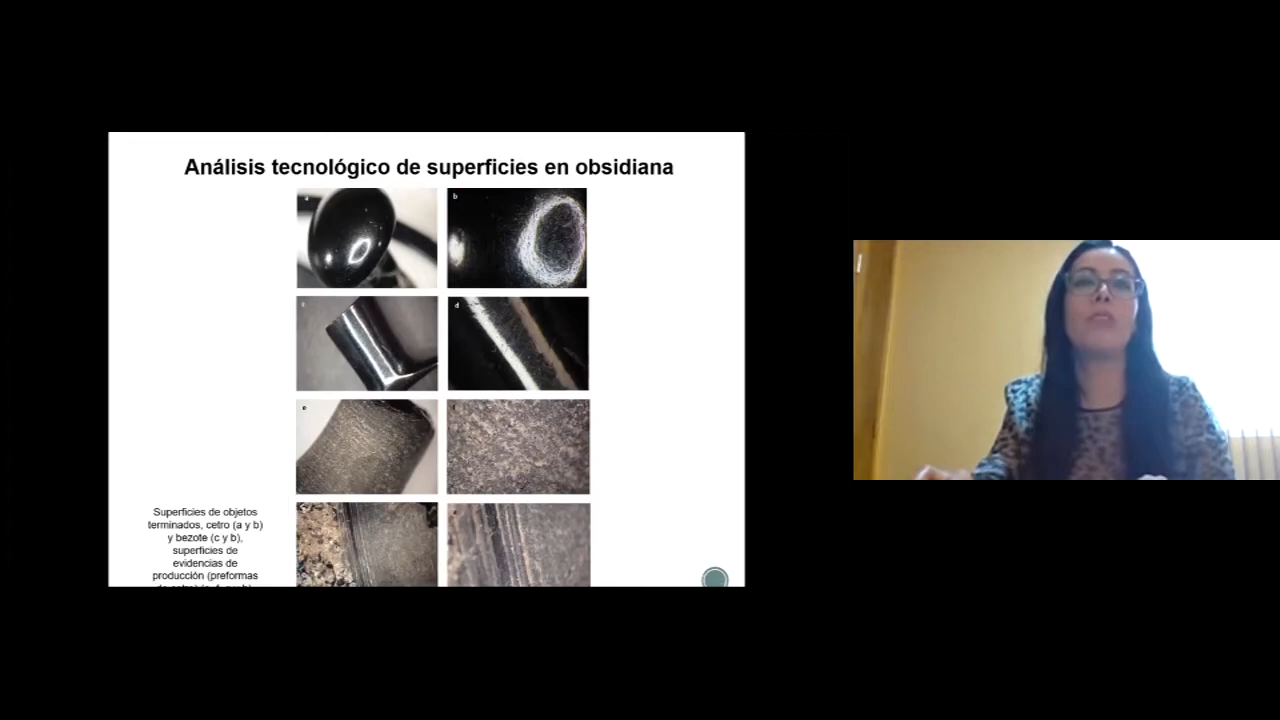 Análisis tecnológico de superficies en obsidiana
a
b
c
d
e
f
Superficies de objetos
terminados, cetro (a y b)
y bezote (c y b),
superficies de
evidencias de
producción (preformas